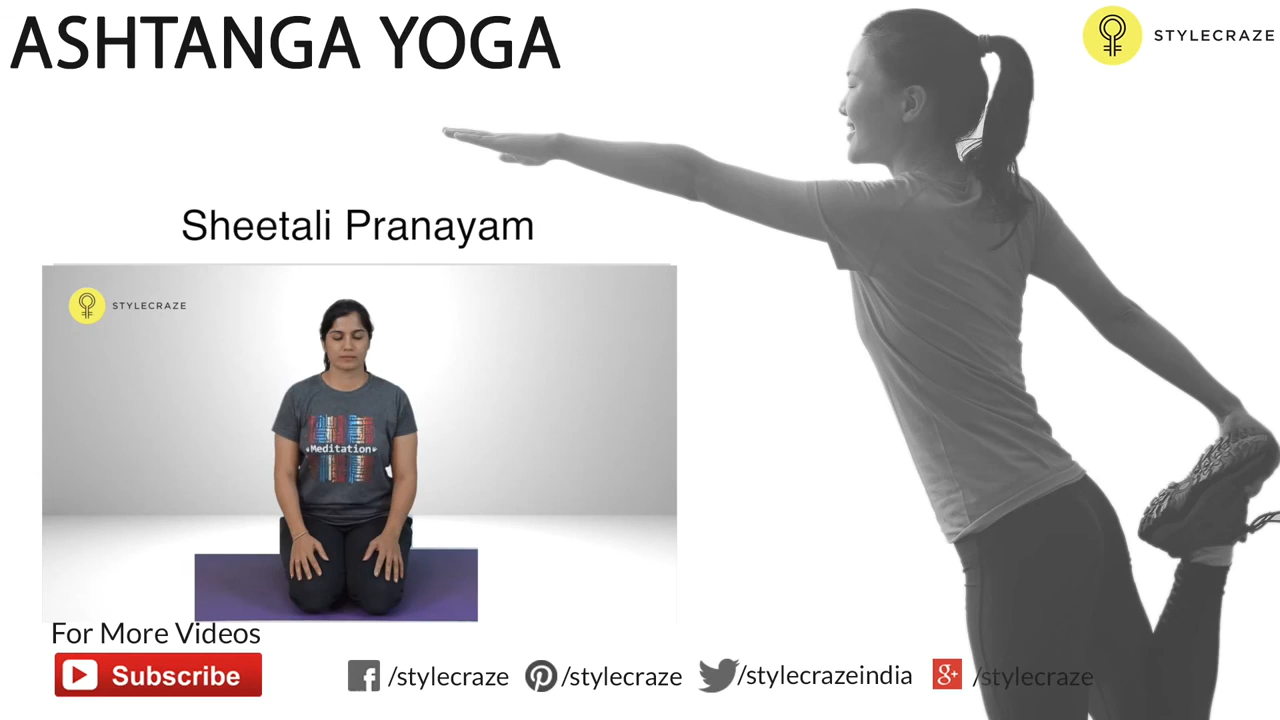 ASHTANGA YOGA
STYLECRAZE
Sheetali Pranayam
STYLECRAZE
Meditation
For More Videos
Subscribe
/stylecraze
/stylecraze
/stylecrazeindia
g+
/stylecraze